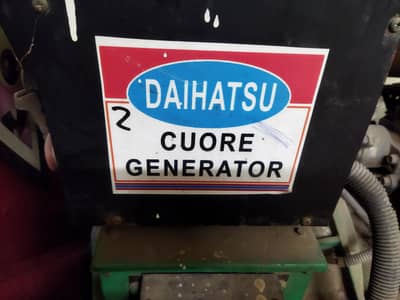 DAIHATSU
2
CUORE
GENERATOR